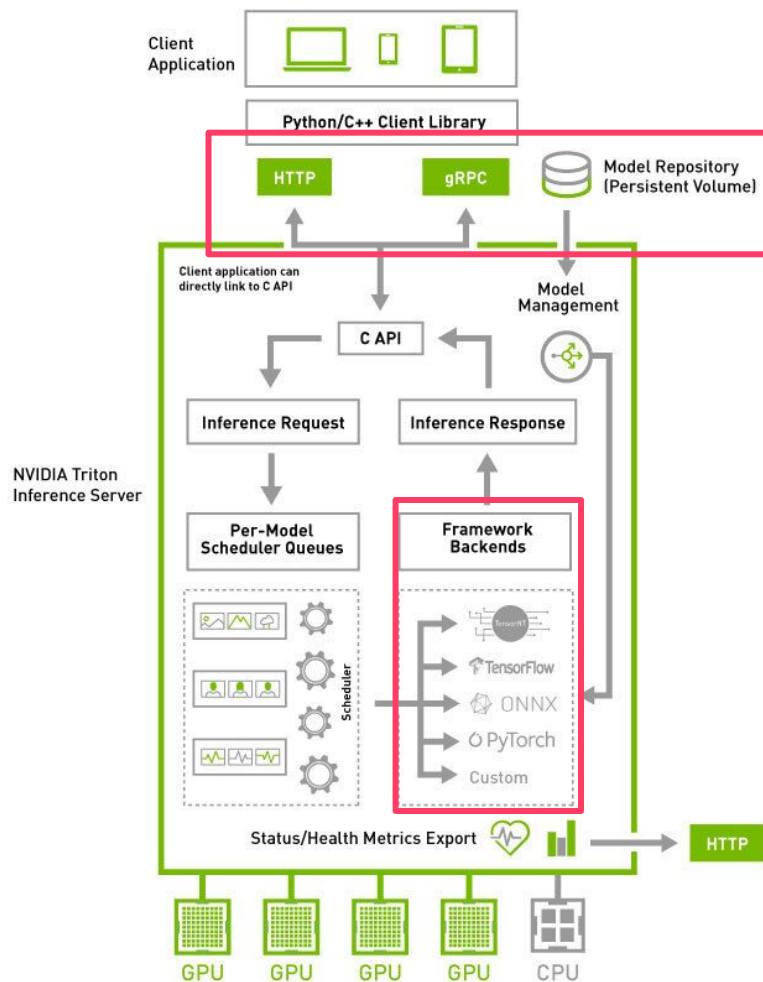 Client
Application
Python/C++ Client Library
HTTP
gRPC
Model Repository
(Persistent Volume)
Client application can
directly link to C API
Model
Management
C API
Inference Request
Inference Response
NVIDIA Triton
Inference Server
Per-Model
Scheduler Queues
Framework
Backends
Scheduler
TensorRT
TensorFlow
ONNX
PyTorch
Custom
Status/Health Metrics Export
HTTP
GPU
GPU
GPU
GPU
CPU